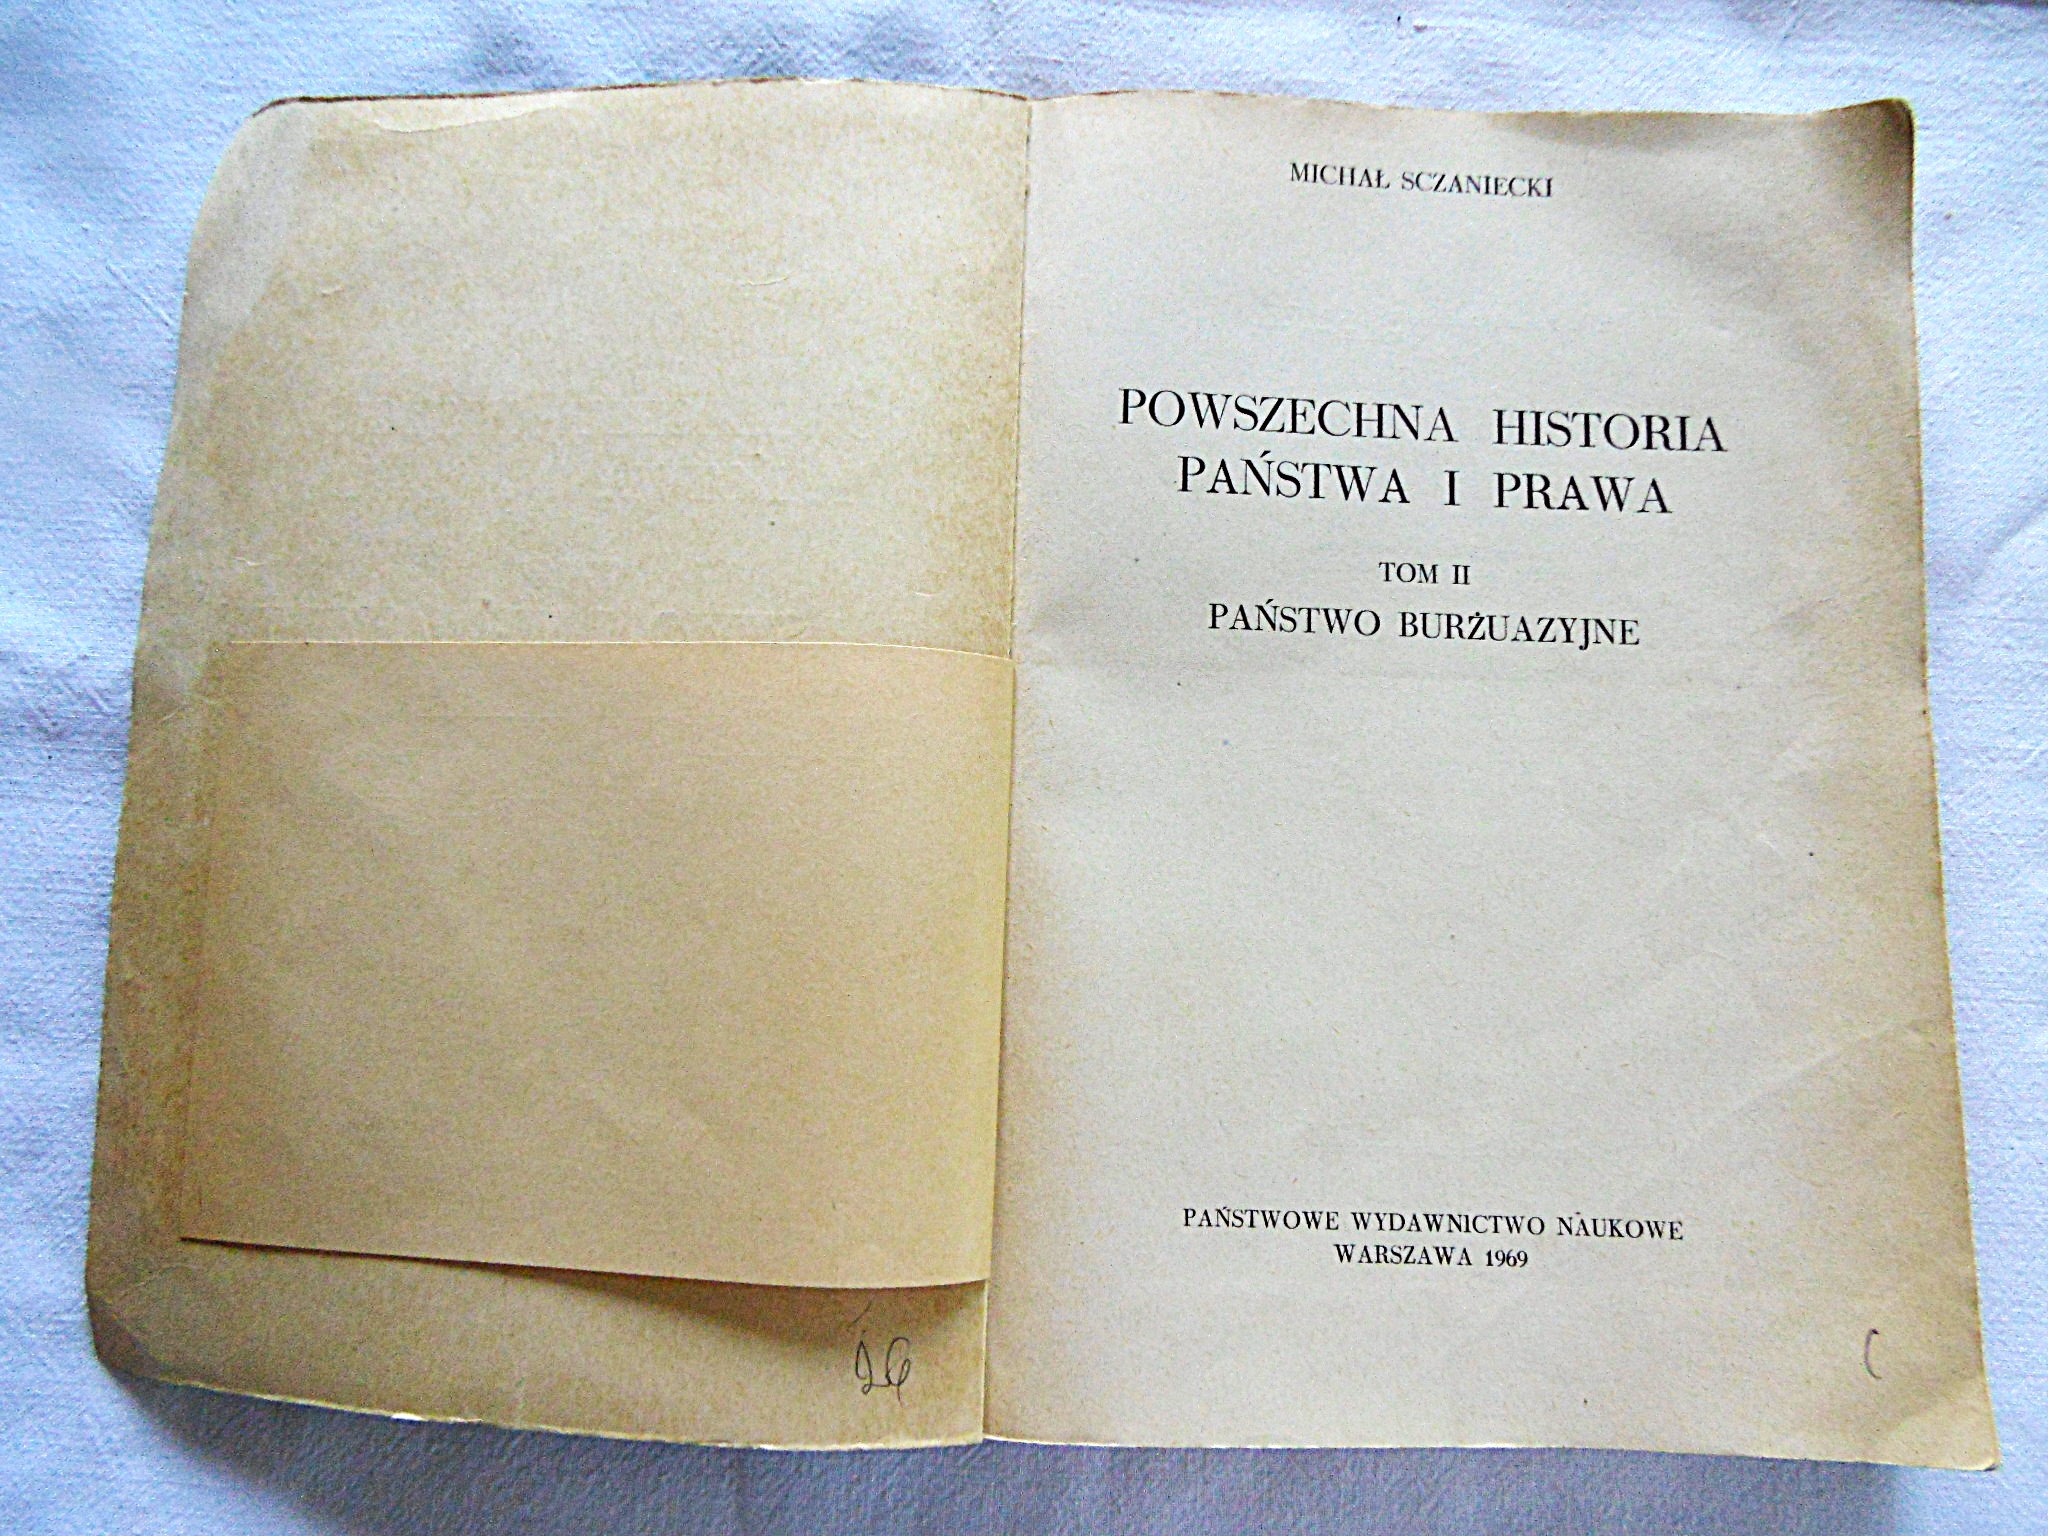 MICHAŁ SCZANIECKI
POWSZECHNA HISTORIA
PAŃSTWA I PRAWA
TOM II
PAŃSTWO BURŻUAZYJNE
PAŃSTWOWE WYDAWNICTWO NAUKOWE
WARSZAWA 1969